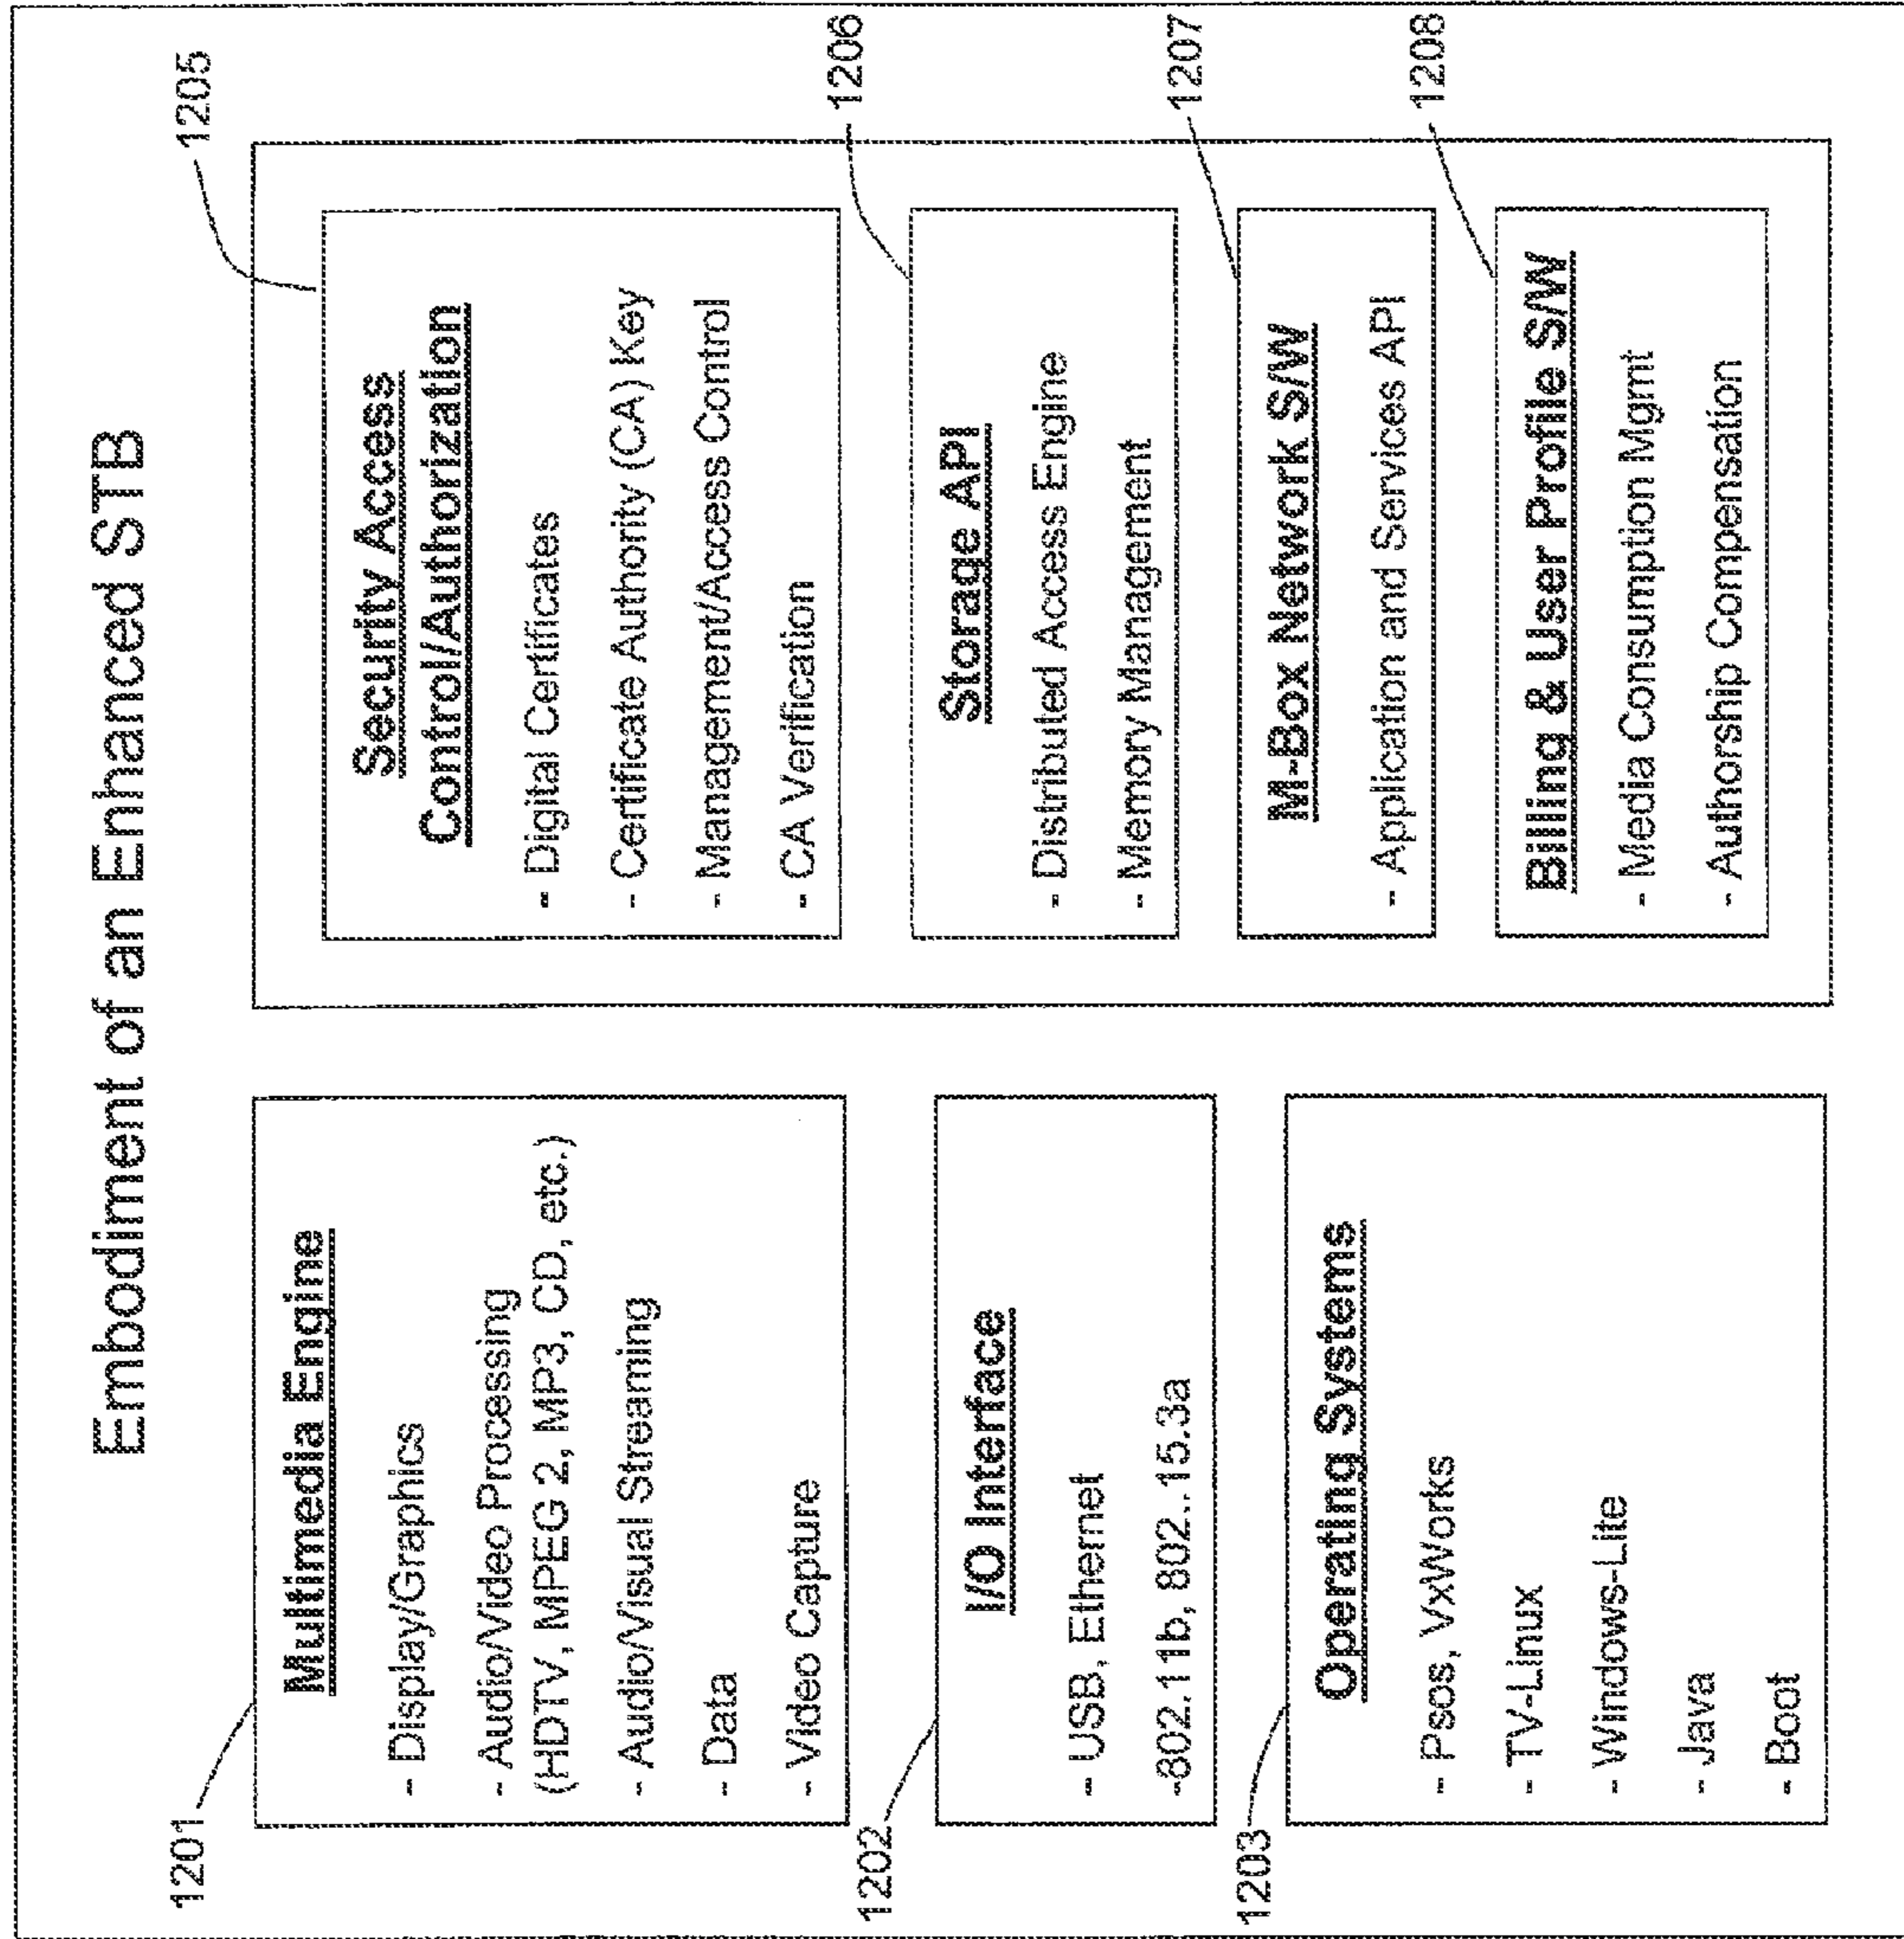 Embodiment of an Enhanced STB
1201
Multimedia Engine
- Display/Graphics
- Audio/Video Processing
(HDTV, MPEG 2, MP3, CD, etc.)
- Audio/Visual Streaming
- Data
- Video Capture
1202
I/O Interface
- USB, Ethernet
-802.11b, 802..15.3a
1203
Operating Systems
- Psos, VxWorks
- TV-Linux
- Windows-Lite
- Java
- Boot
1205
Security Access
Control/Authorization
- Digital Certificates
- Certificate Authority (CA) Key
- Management/Access Control
- CA Verification
1206
Storage API
- Distributed Access Engine
- Memory Management
1207
M-Box Network S/W
- Application and Services API
1208
Billing & User Profile S/W
- Media Consumption Mgmt
- Authorship Compensation